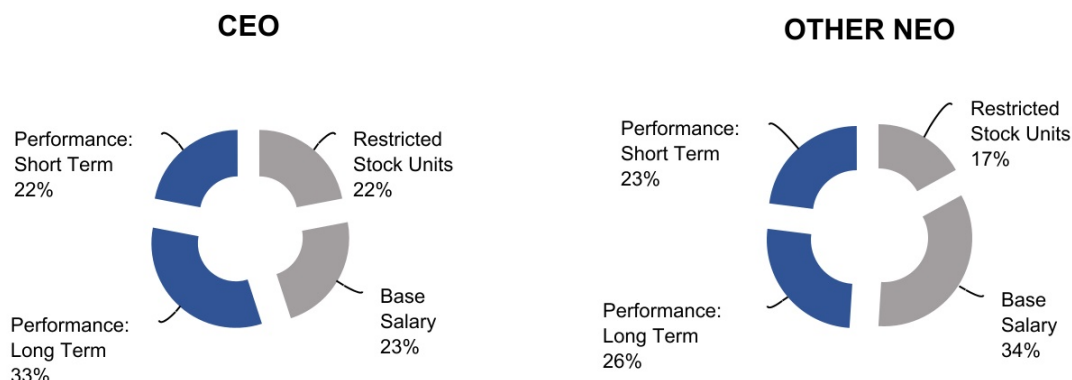 CEO
Performance:
Short Term
22%
Restricted
Stock Units
22%
Performance:
Long Term
33%
Base
Salary
23%
OTHER NEO
Performance:
Short Term
23%
Restricted
Stock Units
17%
Performance:
Long Term
26%
Base
Salary
34%